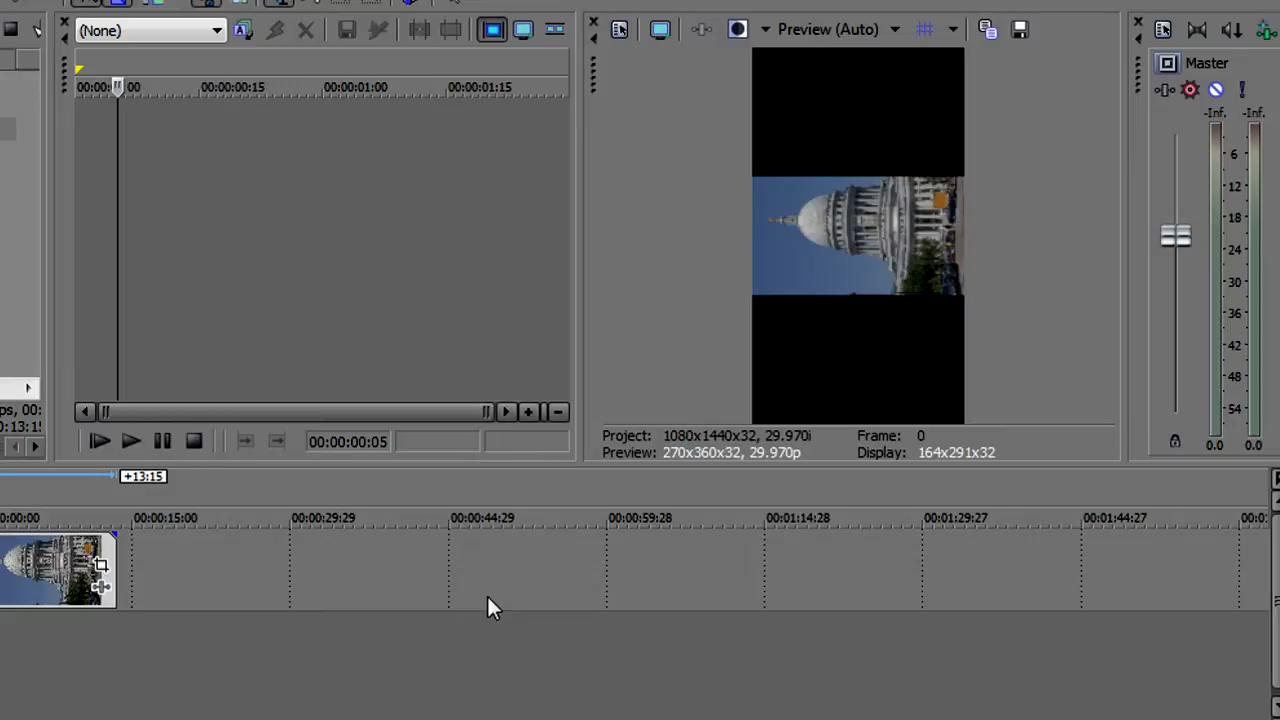 (None)
Preview (Auto)
Master
00:00:00:00
00:00:00:15
00:00:01:00
00:00:01:15
-Inf.
-Inf.
6
12
18
24
30
36
42
48
54
0.0
0.0
ps, 00:
:13:15
00:00:00:05
Project: 1080x1440x32, 29.970i
Frame: 0
Preview: 270x360x32, 29.970p
Display: 164x291x32
+13:15
00:00:00
00:00:15:00
00:00:29:29
00:00:44:29
00:00:59:28
00:01:14:28
00:01:29:27
00:01:44:27
00:0